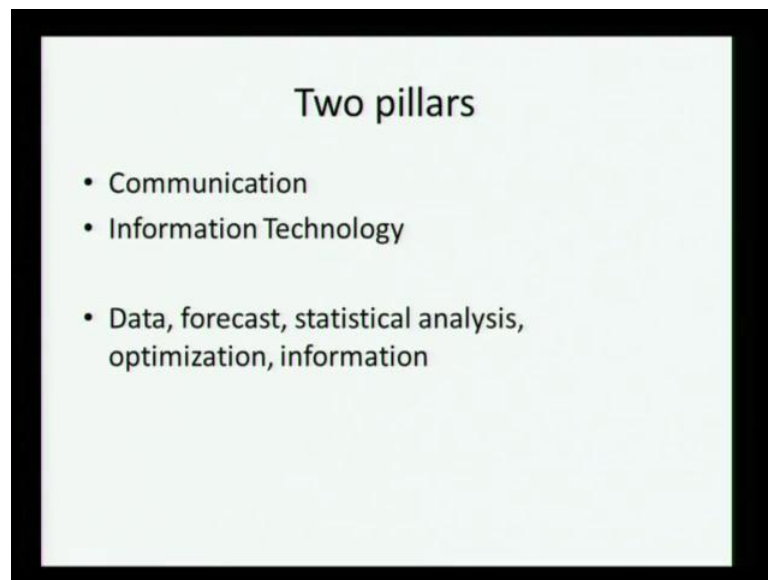 Two pillars
• Communication
• Information Technology
• Data, forecast, statistical analysis,
optimization, information